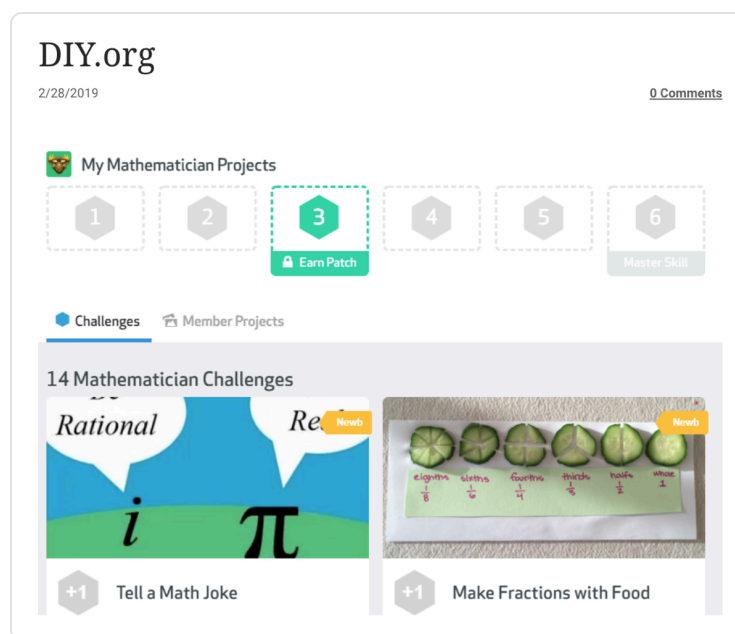 DIY.org
2/28/2019
0 Comments
My Mathematician Projects
1
2
3
4
5
6
Earn Patch
Master Skill
Challenges
Member Projects
14 Mathematician Challenges
Rational
Newb
i
π
Newb
eighths
sixths
fourths
thirds
halfs
whole
1/8
1/6
1/4
1/3
1/2
1
+1
Tell a Math Joke
+1
Make Fractions with Food